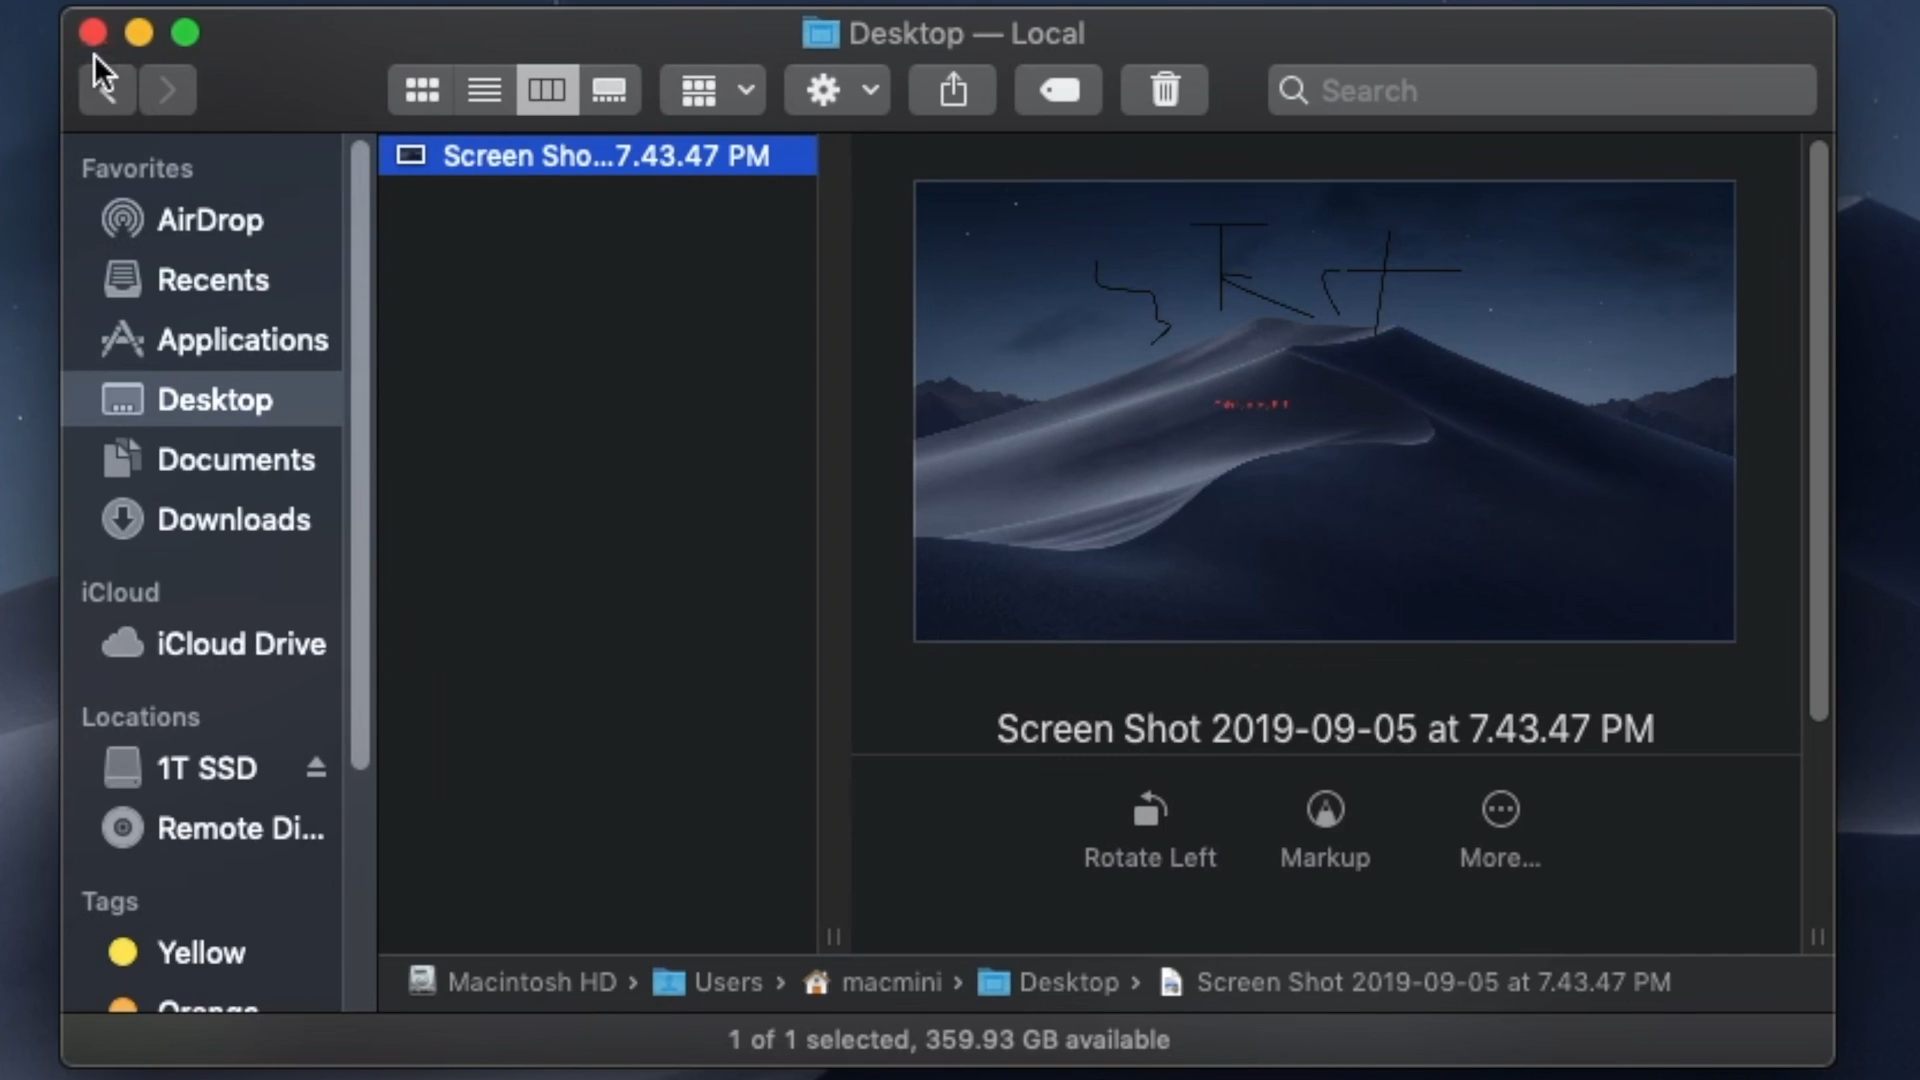 Desktop — Local
Search
Favorites
AirDrop
Recents
Applications
Desktop
Documents
Downloads
iCloud
iCloud Drive
Locations
1T SSD
Remote Di...
Tags
Yellow
Orange
Screen Sho...7.43.47 PM
Screen Shot 2019-09-05 at 7.43.47 PM
Rotate Left
Markup
More...
Macintosh HD › Users › macmini › Desktop › Screen Shot 2019-09-05 at 7.43.47 PM
1 of 1 selected, 359.93 GB available